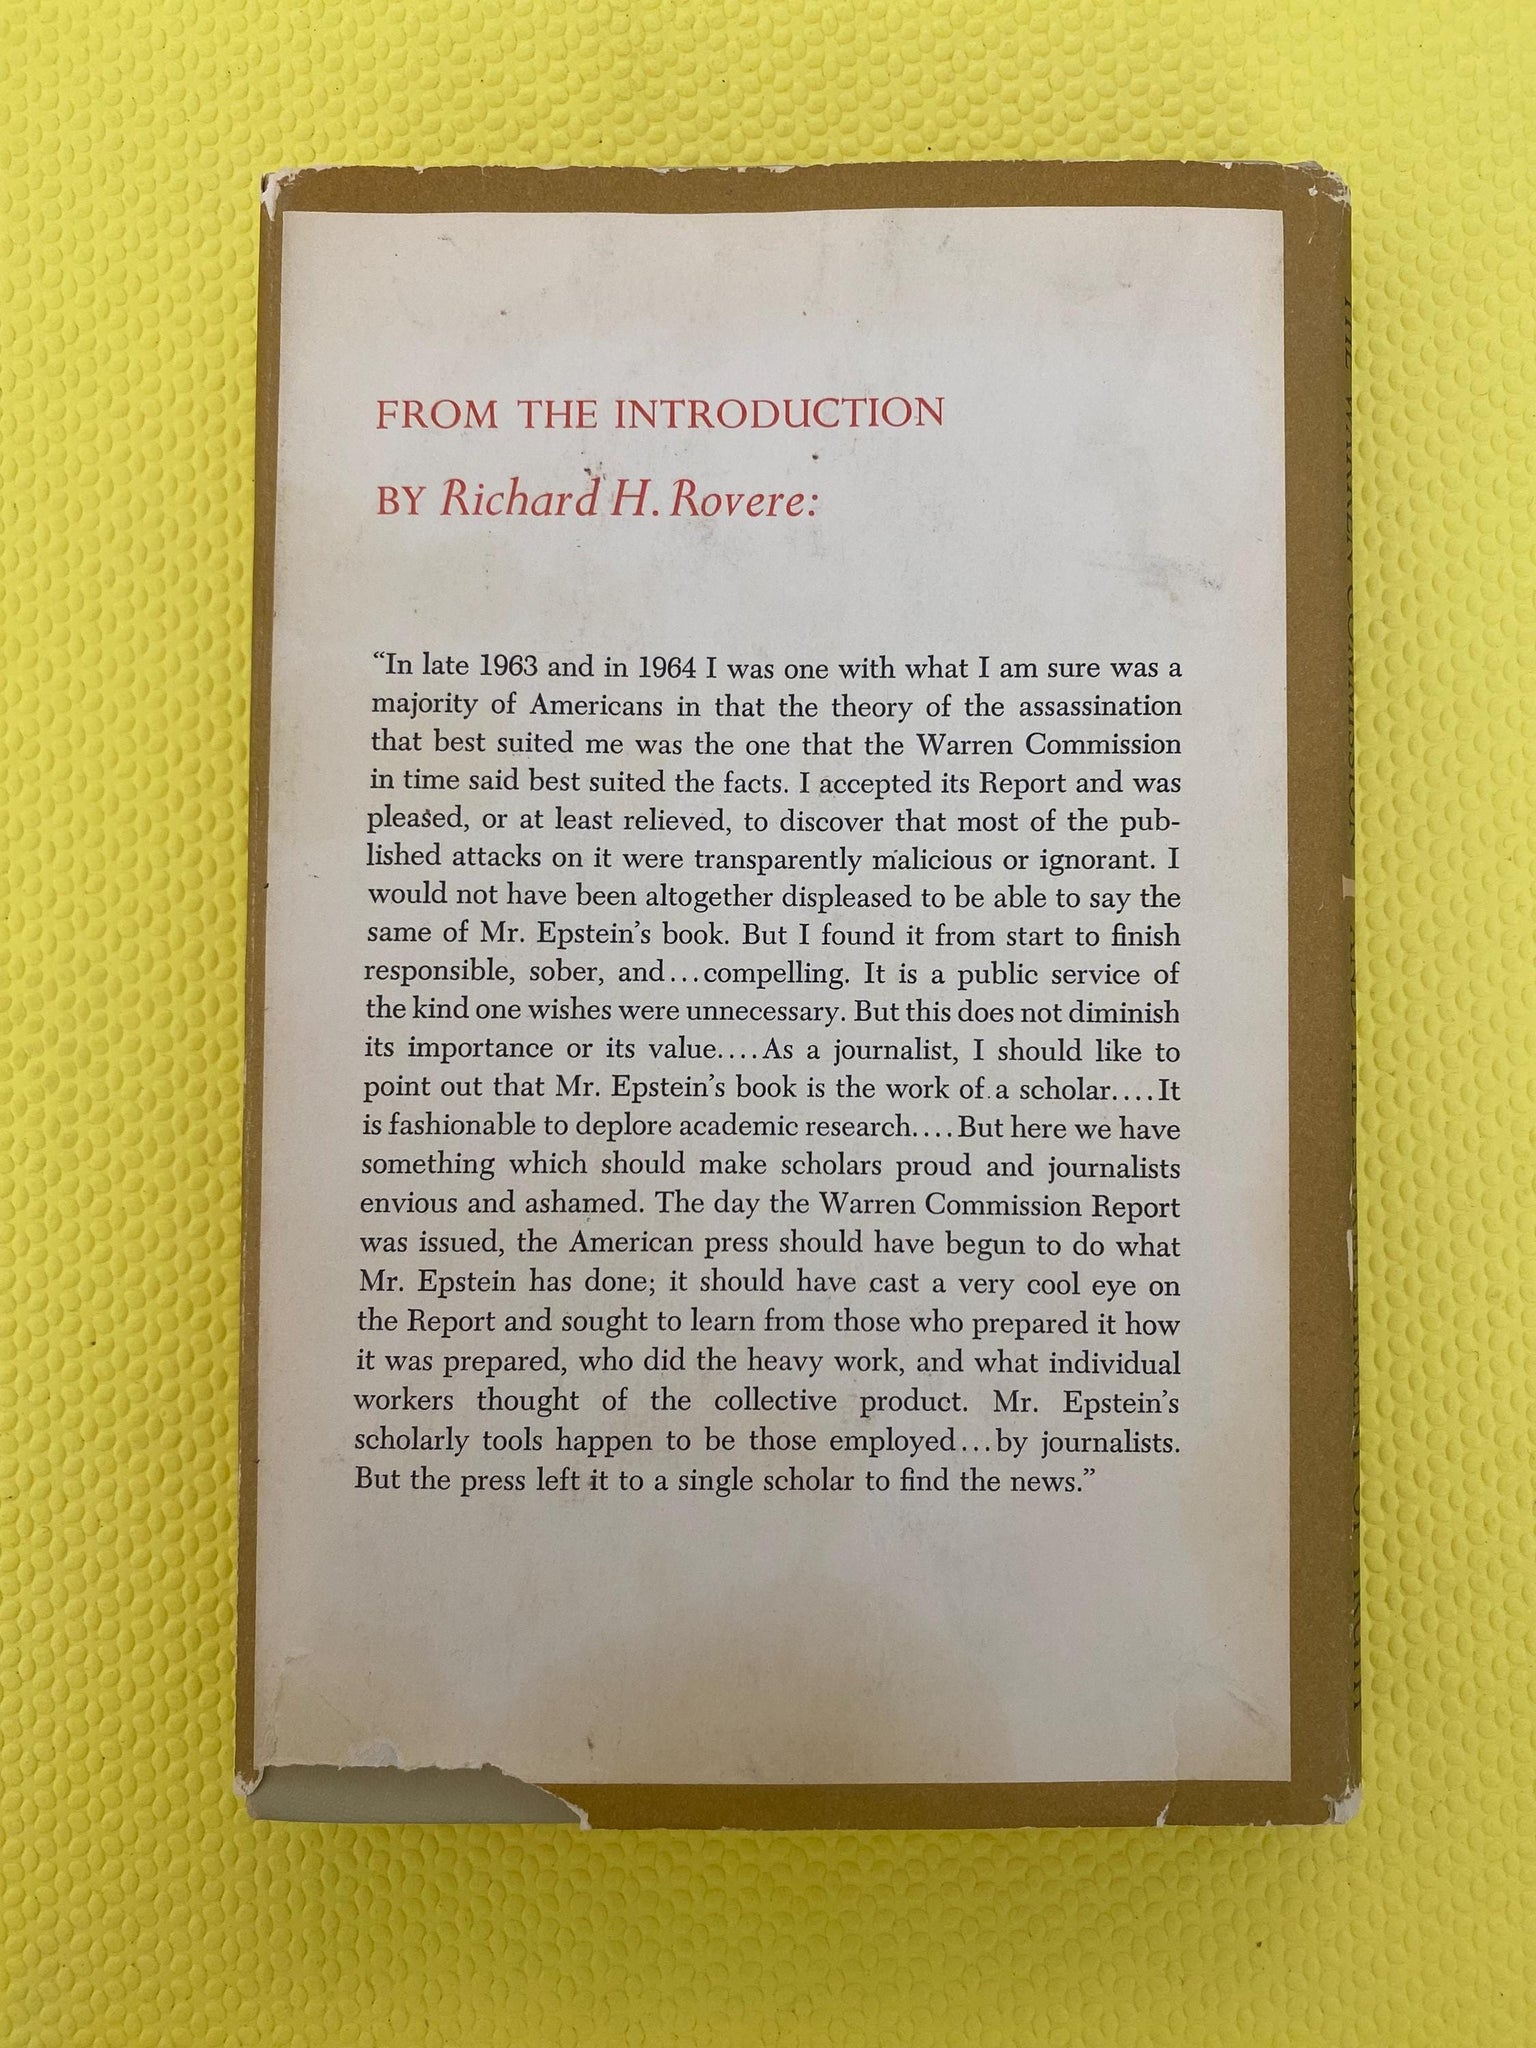 FROM THE INTRODUCTION
BY Richard H. Rovere:
“In late 1963 and in 1964 I was one with what I am sure was a
majority of Americans in that the theory of the assassination
that best suited me was the one that the Warren Commission
in time said best suited the facts. I accepted its Report and was
pleased, or at least relieved, to discover that most of the pub-
lished attacks on it were transparently malicious or ignorant. I
would not have been altogether displeased to be able to say the
same of Mr. Epstein’s book. But I found it from start to finish
responsible, sober, and...compelling. It is a public service of
the kind one wishes were unnecessary. But this does not diminish
its importance or its value....As a journalist, I should like to
point out that Mr. Epstein’s book is the work of a scholar....It
is fashionable to deplore academic research....But here we have
something which should make scholars proud and journalists
envious and ashamed. The day the Warren Commission Report
was issued, the American press should have begun to do what
Mr. Epstein has done; it should have cast a very cool eye on
the Report and sought to learn from those who prepared it how
it was prepared, who did the heavy work, and what individual
workers thought of the collective product. Mr. Epstein’s
scholarly tools happen to be those employed...by journalists.
But the press left it to a single scholar to find the news.”